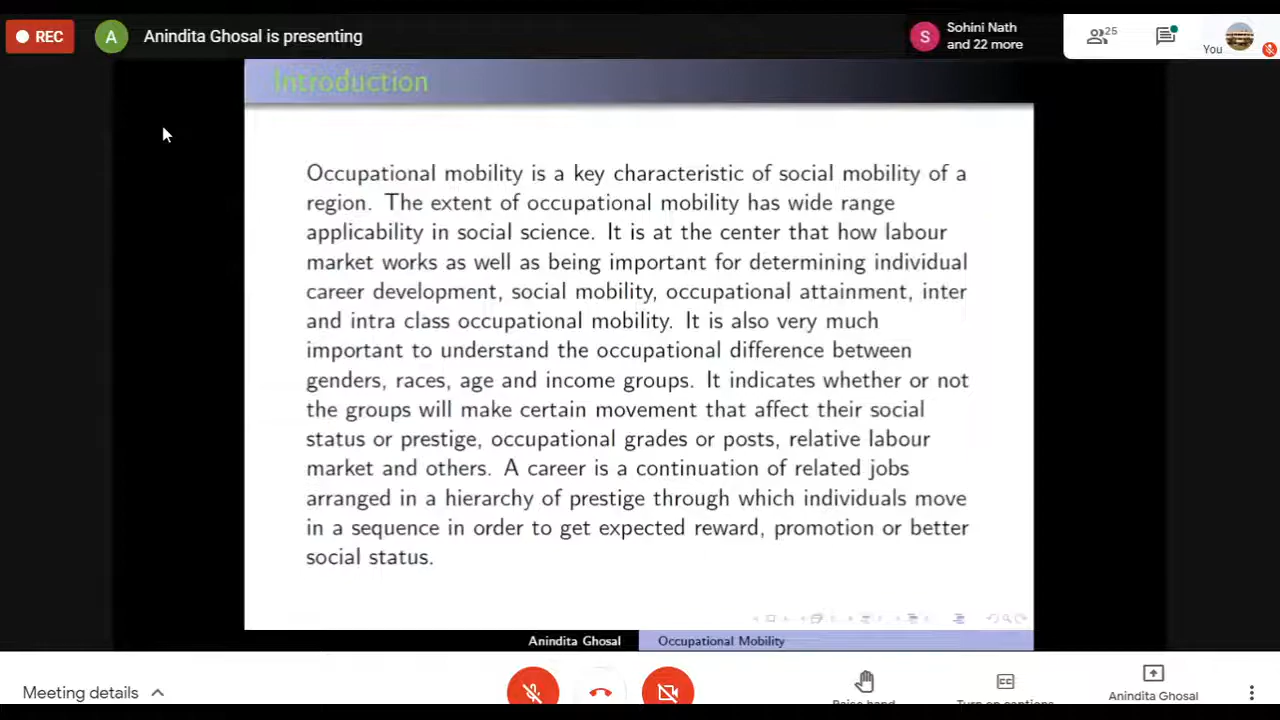 REC
A
Anindita Ghosal is presenting
S
Sohini Nath
and 22 more
25
You
Introduction
Occupational mobility is a key characteristic of social mobility of a
region. The extent of occupational mobility has wide range
applicability in social science. It is at the center that how labour
market works as well as being important for determining individual
career development, social mobility, occupational attainment, inter
and intra class occupational mobility. It is also very much
important to understand the occupational difference between
genders, races, age and income groups. It indicates whether or not
the groups will make certain movement that affect their social
status or prestige, occupational grades or posts, relative labour
market and others. A career is a continuation of related jobs
arranged in a hierarchy of prestige through which individuals move
in a sequence in order to get expected reward, promotion or better
social status.
Anindita Ghosal
Occupational Mobility
Meeting details
Raise hand
CC
Turn on captions
Anindita Ghosal